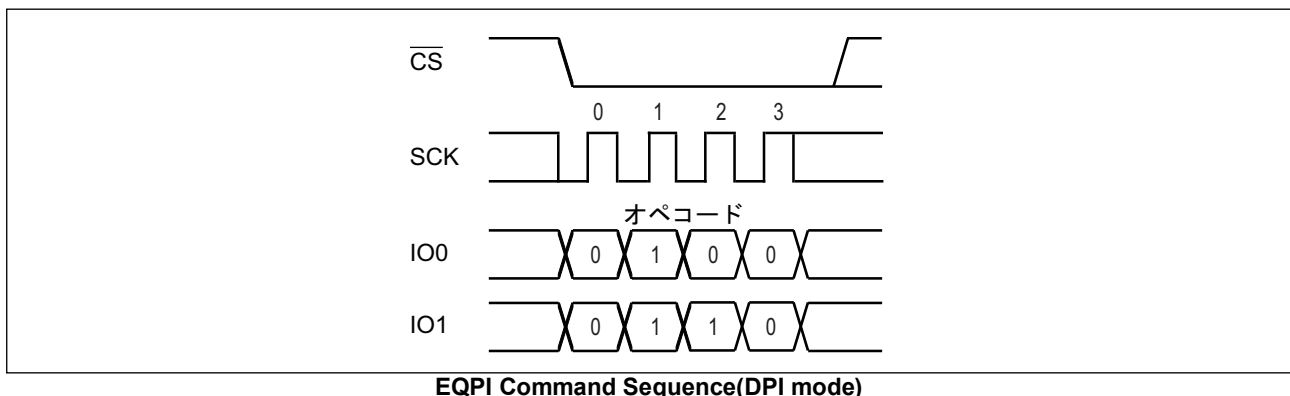 CS
0 1 2 3
SCK
オペコード
IO0 0 1 0 0
IO1 0 1 1 0
EQPI Command Sequence(DPI mode)